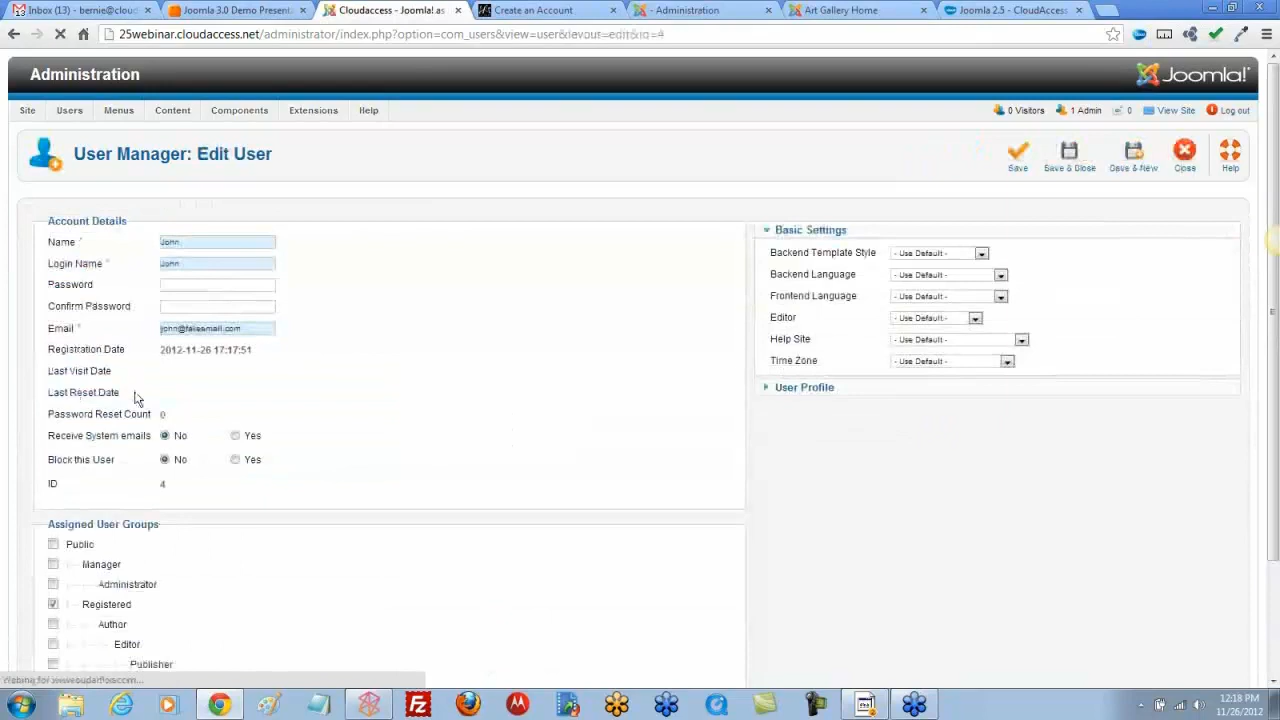 Inbox (13) - bernie@cloud
Joomla 3.0 Demo Present
Cloudaccess - Joomla! as
Create an Account
- Administration
Art Gallery Home
Joomla 2.5 - CloudAcces
25webinar.cloudaccess.net/administrator/index.php?option=com_users&view=user&layout=edit&id=4
Administration
Joomla!
Site Users Menus Content Components Extensions Help
0 Visitors 1 Admin 0 View Site Log out
User Manager: Edit User
Save Save & Close Save & New Close Help
Account Details
Name * John
Login Name * John
Password
Confirm Password
Email * john@fakeemail.com
Registration Date 2012-11-26 17:17:51
Last Visit Date
Last Reset Date
Password Reset Count 0
Receive System emails No Yes
Block this User No Yes
ID 4
Basic Settings
Backend Template Style - Use Default -
Backend Language - Use Default -
Frontend Language - Use Default -
Editor - Use Default -
Help Site - Use Default -
Time Zone - Use Default -
User Profile
Assigned User Groups
Public
Manager
Administrator
Registered
Author
Editor
Publisher
Waiting for
12:18 PM
11/26/2012